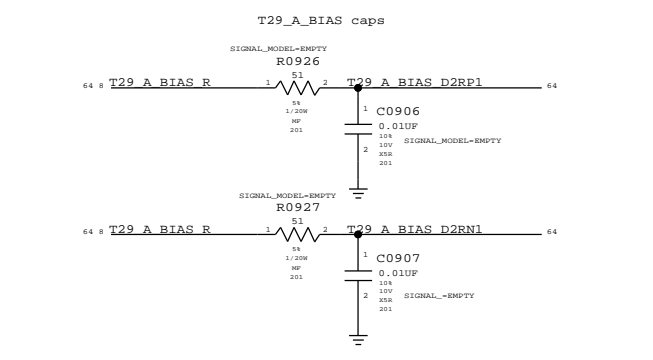 T29_A_BIAS caps
SIGNAL_MODEL=EMPTY
R0926
51
64 8 T29_A_BIAS_R 1 2 T29_A_BIAS_D2RP1 64
5%
1/20W
MF
201
1 C0906
0.01UF
10%
10V
X5R
201
2 SIGNAL_MODEL=EMPTY
SIGNAL_MODEL=EMPTY
R0927
51
64 8 T29_A_BIAS_R 1 2 T29_A_BIAS_D2RN1 64
5%
1/20W
MF
201
1 C0907
0.01UF
10%
10V
X5R
201
2 SIGNAL_=EMPTY